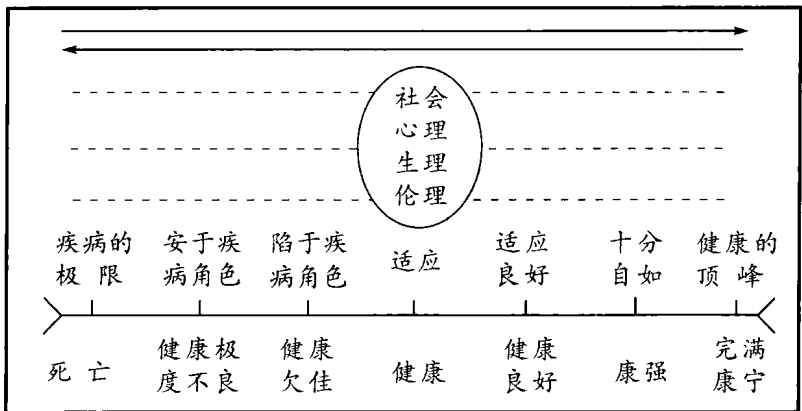 社会
心理
生理
伦理
疾病的 安于疾 陷于疾 适应 适应 十分 健康的
极限 病角色 病角色 良好 自如 顶峰
死亡 健康极 健康 健康 健康 康强 完满
度不良 欠佳 良好 康宁